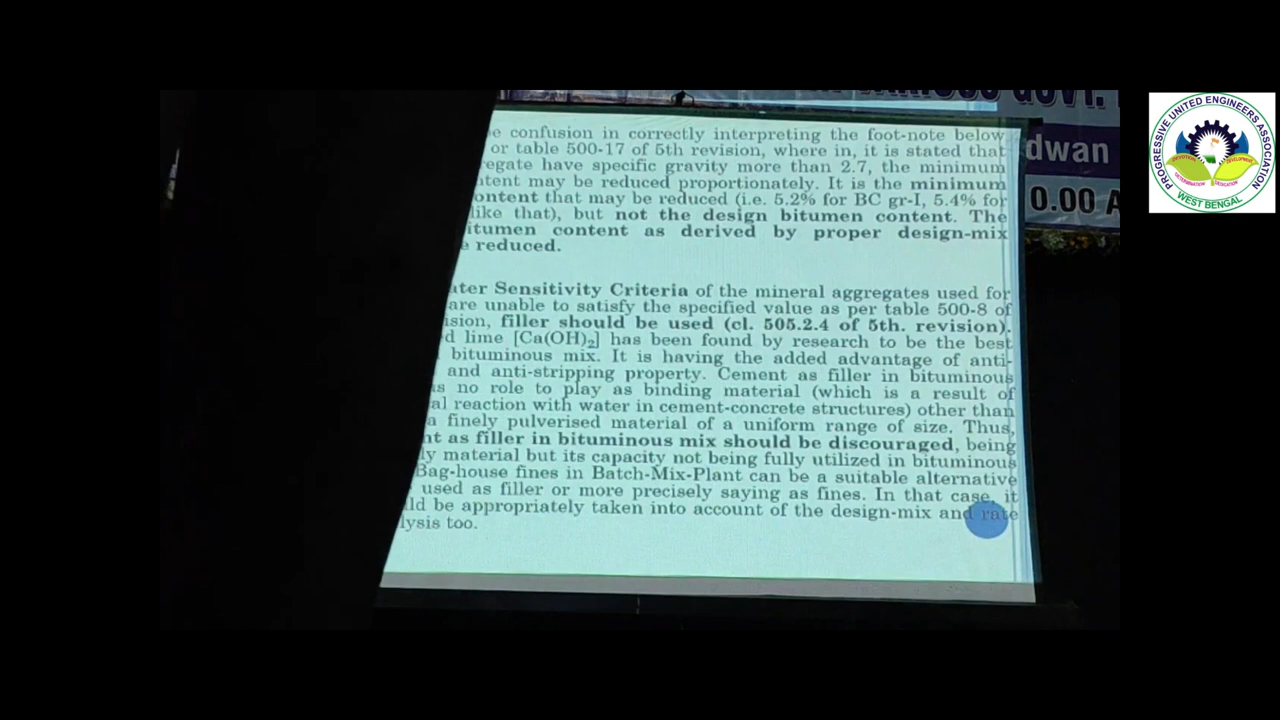 GOVT.
dwan
0.00 A
e confusion in correctly interpreting the foot-note below
or table 500-17 of 5th revision, where in, it is stated that
regate have specific gravity more than 2.7, the minimum
ntent may be reduced proportionately. It is the minimum
ontent that may be reduced (i.e. 5.2% for BC gr-I, 5.4% for
like that), but not the design bitumen content. The
itumen content as derived by proper design-mix
e reduced.
ater Sensitivity Criteria of the mineral aggregates used for
are unable to satisfy the specified value as per table 500-8 of
ision, filler should be used (cl. 505.2.4 of 5th. revision).
d lime [Ca(OH)2] has been found by research to be the best
bituminous mix. It is having the added advantage of anti-
and anti-stripping property. Cement as filler in bituminous
as no role to play as binding material (which is a result of
al reaction with water in cement-concrete structures) other than
a finely pulverised material of a uniform range of size. Thus,
nt as filler in bituminous mix should be discouraged, being
ly material but its capacity not being fully utilized in bituminous
Bag-house fines in Batch-Mix-Plant can be a suitable alternative
used as filler or more precisely saying as fines. In that case, it
ld be appropriately taken into account of the design-mix and rate
lysis too.
PROGRESSIVE UNITED ENGINEERS ASSOCIATION
WEST BENGAL